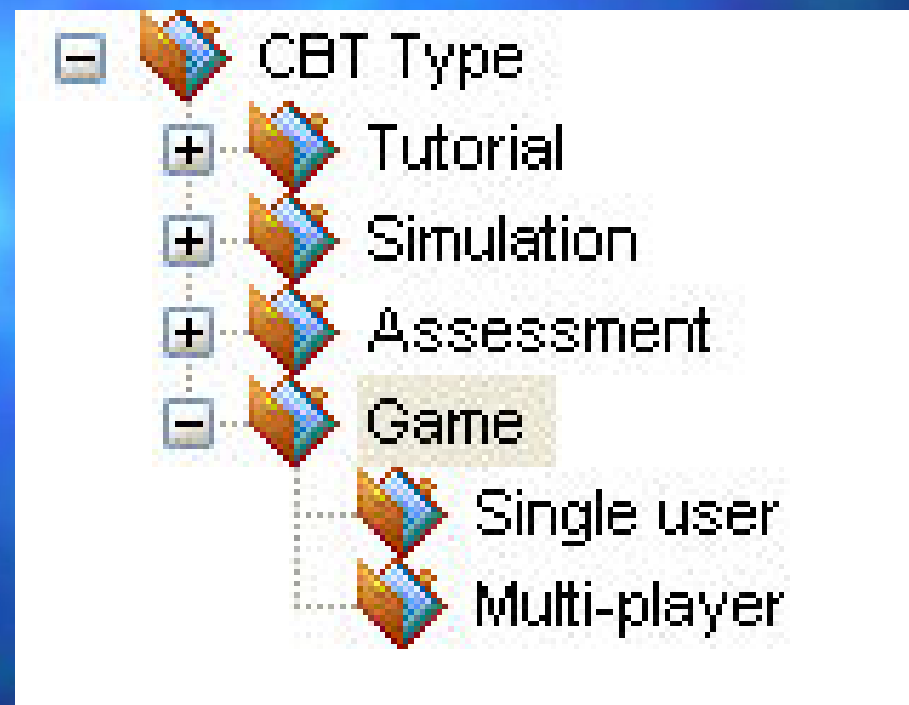 CBT Type
Tutorial
Simulation
Assessment
Game
Single user
Multi-player